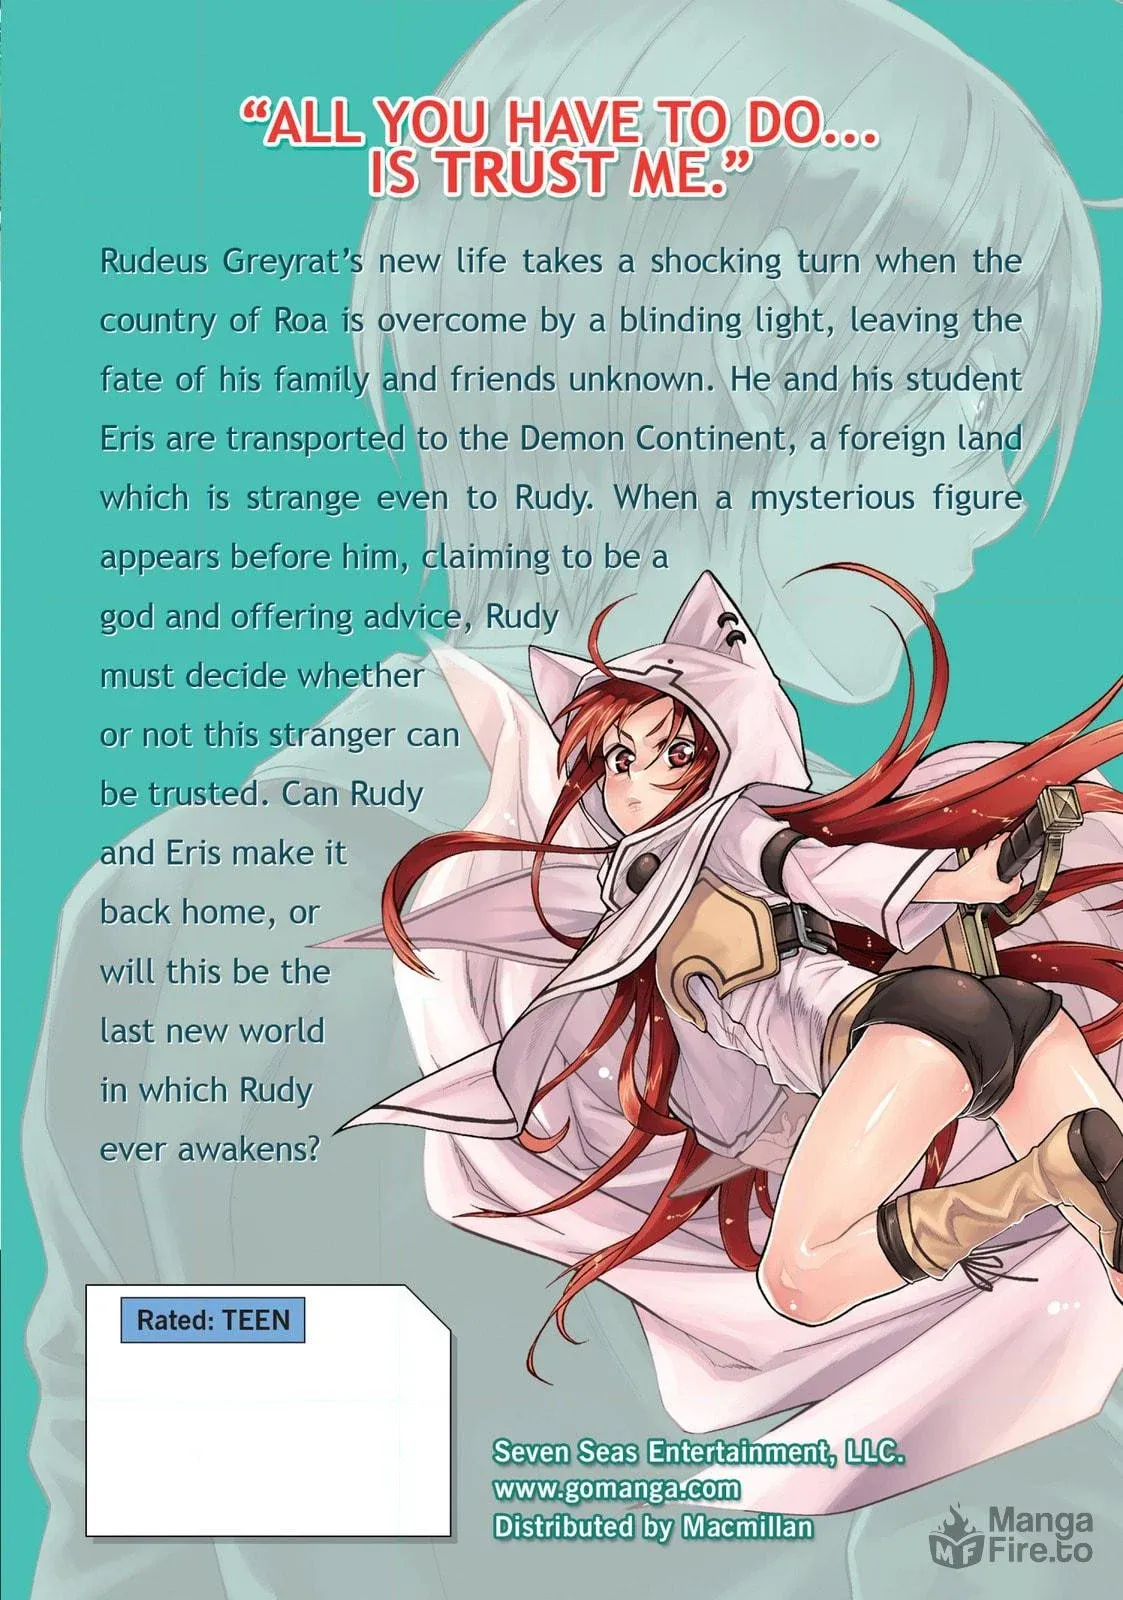 “ALL YOU HAVE TO DO...
IS TRUST ME.”
Rudeus Greyrat’s new life takes a shocking turn when the
country of Roa is overcome by a blinding light, leaving the
fate of his family and friends unknown. He and his student
Eris are transported to the Demon Continent, a foreign land
which is strange even to Rudy. When a mysterious figure
appears before him, claiming to be a
god and offering advice, Rudy
must decide whether
or not this stranger can
be trusted. Can Rudy
and Eris make it
back home, or
will this be the
last new world
in which Rudy
ever awakens?
Rated: TEEN
Seven Seas Entertainment, LLC.
www.gomanga.com
Distributed by Macmillan
Manga
MF Fire.to